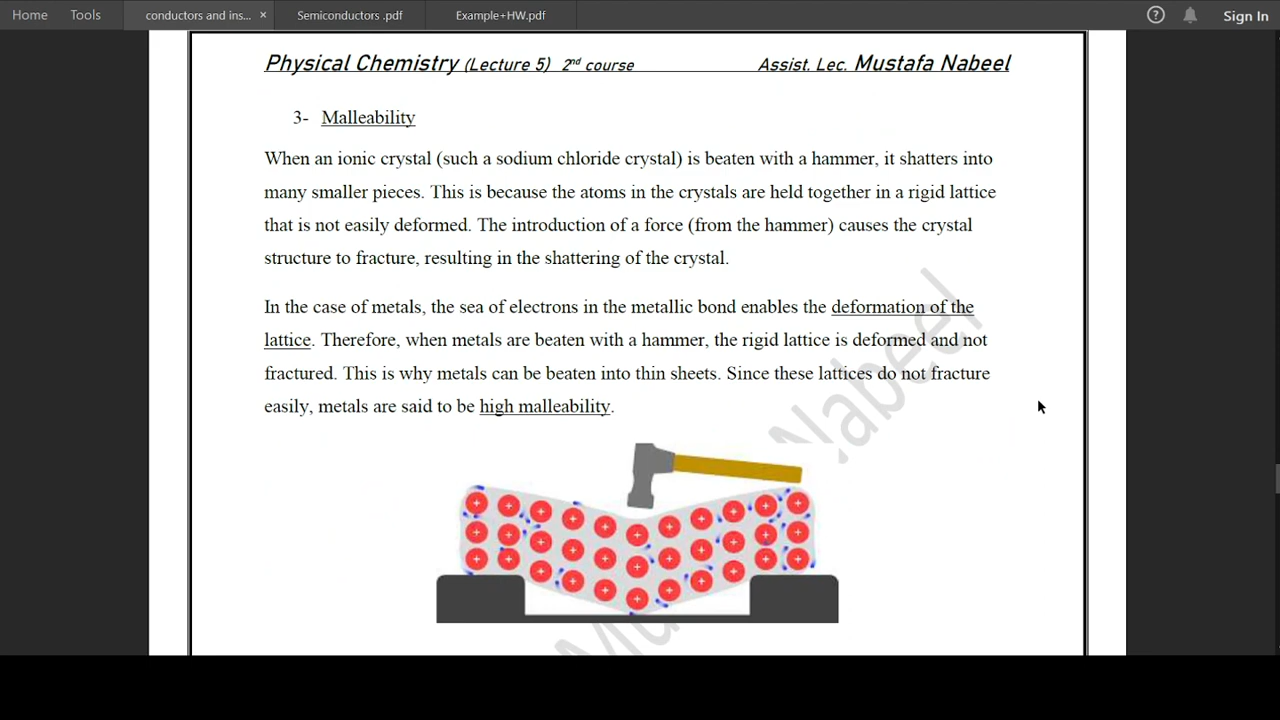 Home Tools conductors and ins... × Semiconductors .pdf Example+HW.pdf ? Sign In
Physical Chemistry (Lecture 5) 2nd course Assist. Lec. Mustafa Nabeel
3- Malleability
When an ionic crystal (such a sodium chloride crystal) is beaten with a hammer, it shatters into
many smaller pieces. This is because the atoms in the crystals are held together in a rigid lattice
that is not easily deformed. The introduction of a force (from the hammer) causes the crystal
structure to fracture, resulting in the shattering of the crystal.
In the case of metals, the sea of electrons in the metallic bond enables the deformation of the
lattice. Therefore, when metals are beaten with a hammer, the rigid lattice is deformed and not
fractured. This is why metals can be beaten into thin sheets. Since these lattices do not fracture
easily, metals are said to be high malleability.
Nabeel